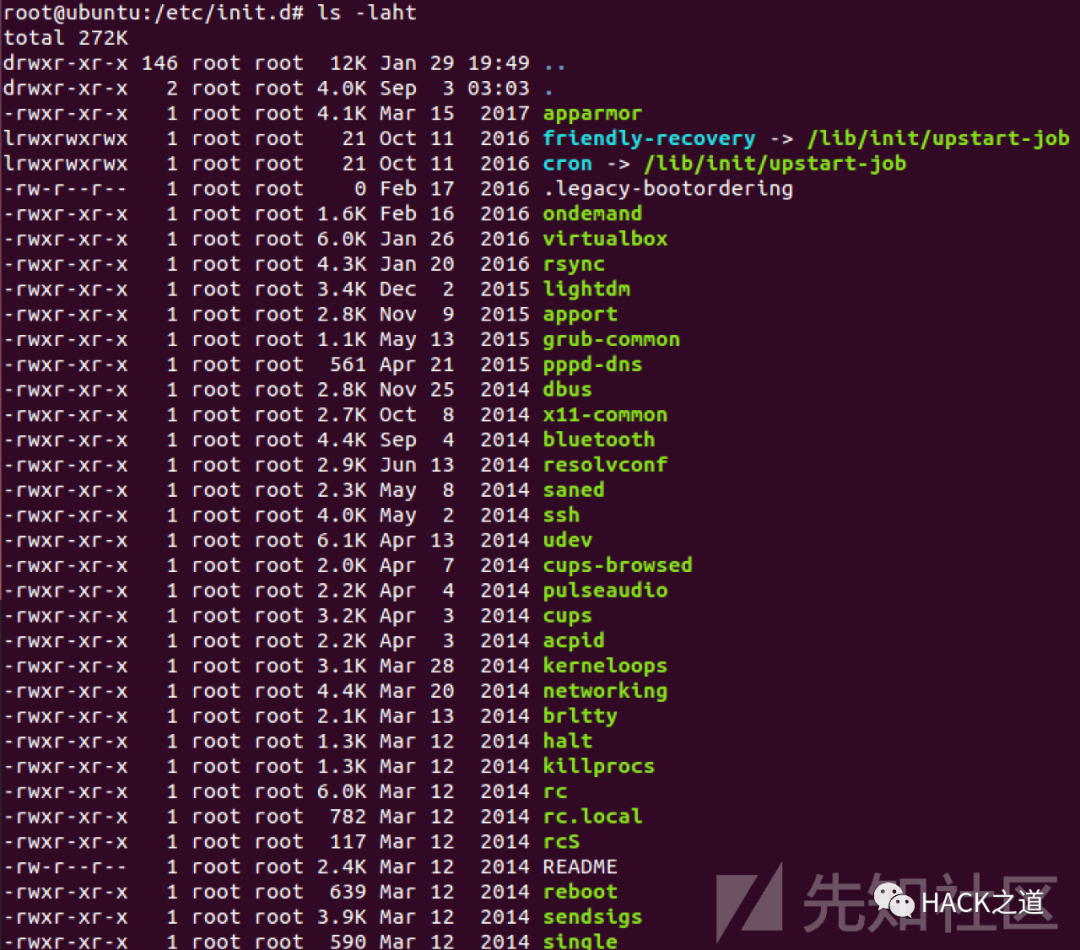 root@ubuntu:/etc/init.d# ls -laht
total 272K
drwxr-xr-x 146 root root  12K Jan 29 19:49 ..
drwxr-xr-x   2 root root 4.0K Sep  3 03:03 .
-rwxr-xr-x   1 root root 4.1K Mar 15  2017 apparmor
lrwxrwxrwx   1 root root   21 Oct 11  2016 friendly-recovery -> /lib/init/upstart-job
lrwxrwxrwx   1 root root   21 Oct 11  2016 cron -> /lib/init/upstart-job
-rw-r--r--   1 root root    0 Feb 17  2016 .legacy-bootordering
-rwxr-xr-x   1 root root 1.6K Feb 16  2016 ondemand
-rwxr-xr-x   1 root root 6.0K Jan 26  2016 virtualbox
-rwxr-xr-x   1 root root 4.3K Jan 20  2016 rsync
-rwxr-xr-x   1 root root 3.4K Dec  2  2015 lightdm
-rwxr-xr-x   1 root root 2.8K Nov  9  2015 apport
-rwxr-xr-x   1 root root 1.1K May 13  2015 grub-common
-rwxr-xr-x   1 root root  561 Apr 21  2015 pppd-dns
-rwxr-xr-x   1 root root 2.8K Nov 25  2014 dbus
-rwxr-xr-x   1 root root 2.7K Oct  8  2014 x11-common
-rwxr-xr-x   1 root root 4.4K Sep  4  2014 bluetooth
-rwxr-xr-x   1 root root 2.9K Jun 13  2014 resolvconf
-rwxr-xr-x   1 root root 2.3K May  8  2014 saned
-rwxr-xr-x   1 root root 4.0K May  2  2014 ssh
-rwxr-xr-x   1 root root 6.1K Apr 13  2014 udev
-rwxr-xr-x   1 root root 2.0K Apr  7  2014 cups-browsed
-rwxr-xr-x   1 root root 2.2K Apr  4  2014 pulseaudio
-rwxr-xr-x   1 root root 3.2K Apr  3  2014 cups
-rwxr-xr-x   1 root root 2.2K Apr  3  2014 acpid
-rwxr-xr-x   1 root root 3.1K Mar 28  2014 kerneloops
-rwxr-xr-x   1 root root 4.4K Mar 20  2014 networking
-rwxr-xr-x   1 root root 2.1K Mar 13  2014 brltty
-rwxr-xr-x   1 root root 1.3K Mar 12  2014 halt
-rwxr-xr-x   1 root root 1.3K Mar 12  2014 killprocs
-rwxr-xr-x   1 root root 6.0K Mar 12  2014 rc
-rwxr-xr-x   1 root root  782 Mar 12  2014 rc.local
-rwxr-xr-x   1 root root  117 Mar 12  2014 rcS
-rw-r--r--   1 root root 2.4K Mar 12  2014 README
-rwxr-xr-x   1 root root  639 Mar 12  2014 reboot
-rwxr-xr-x   1 root root 3.9K Mar 12  2014 sendsigs
-rwxr-xr-x   1 root root  590 Mar 12  2014 single
先知社区
HACK之道